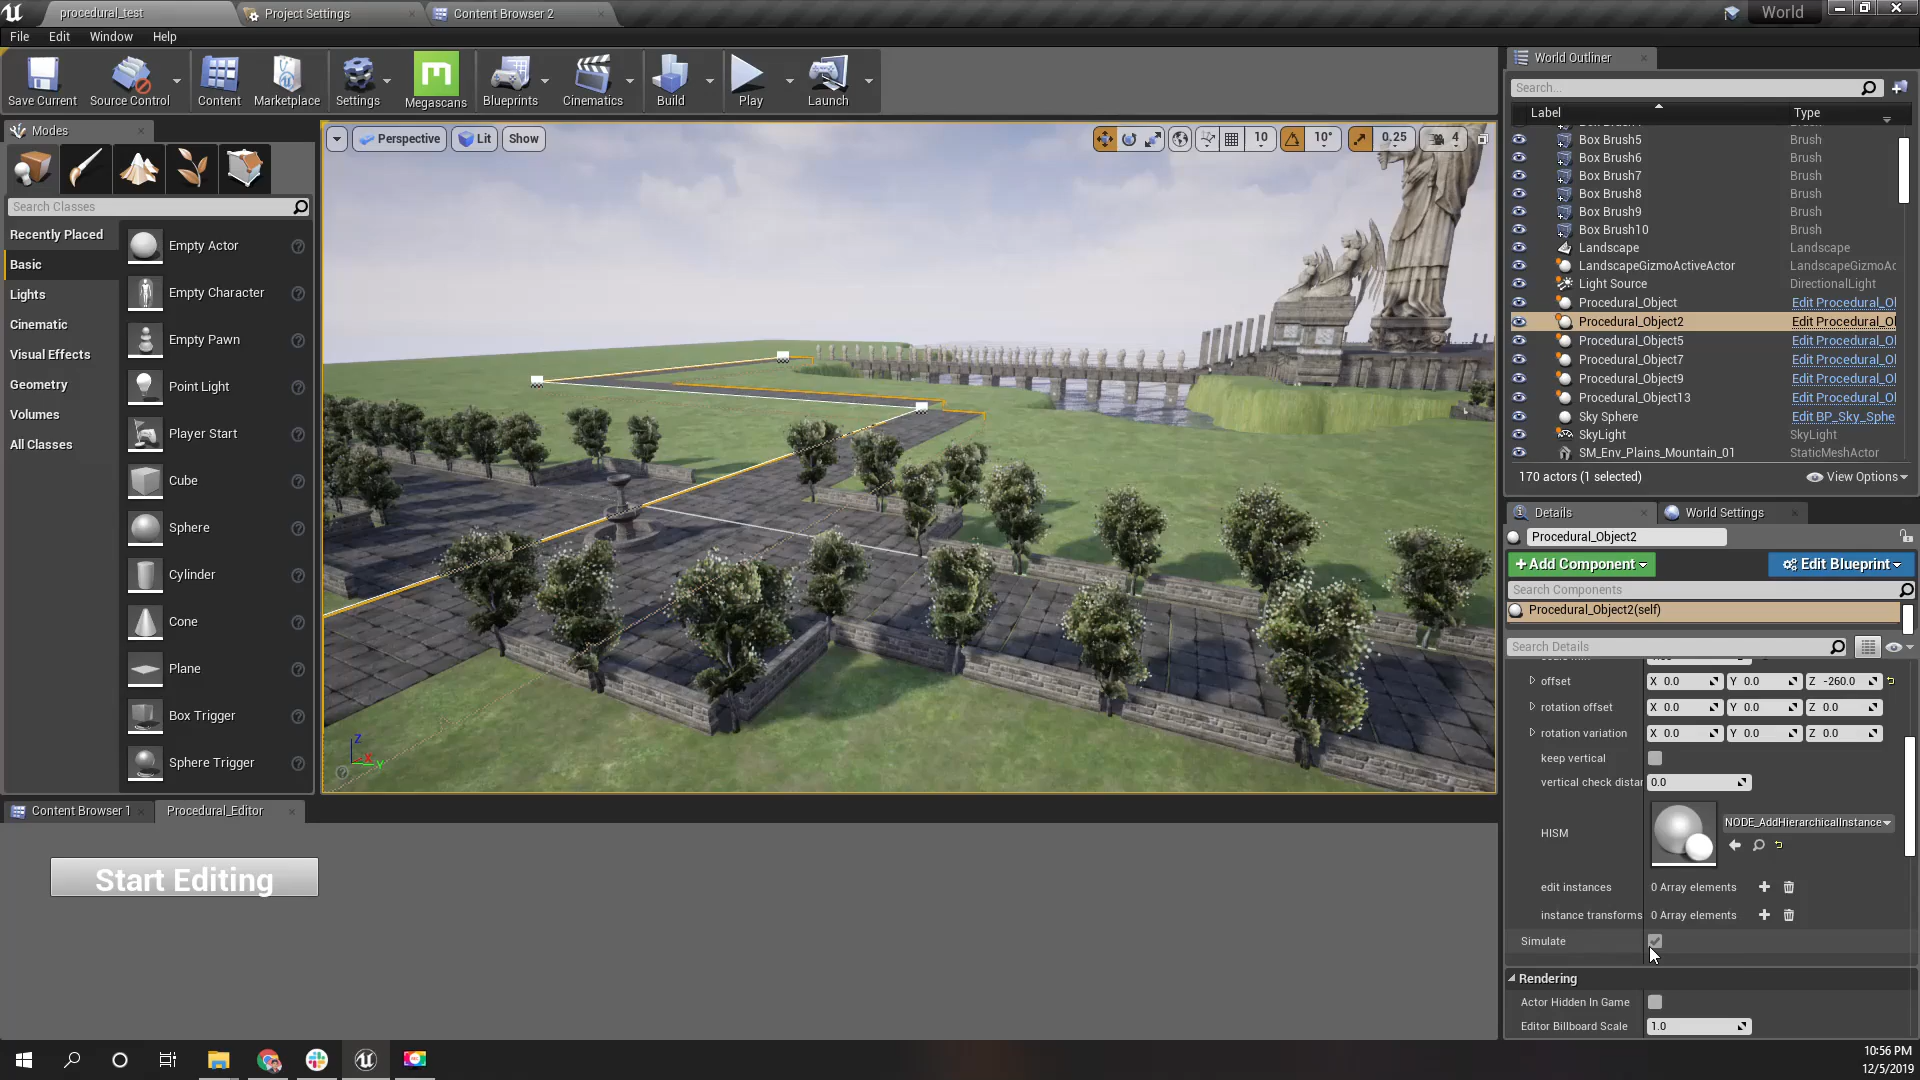 procedural_test
Project Settings
Content Browser 2
World
File Edit Window Help
Save Current
Source Control
Content
Marketplace
Settings
Megascans
Blueprints
Cinematics
Build
Play
Launch
Modes
Search Classes
Recently Placed
Basic
Lights
Cinematic
Visual Effects
Geometry
Volumes
All Classes
Empty Actor
Empty Character
Empty Pawn
Point Light
Player Start
Cube
Sphere
Cylinder
Cone
Plane
Box Trigger
Sphere Trigger
Perspective
Lit
Show
10
10°
0.25
4
Z
X
Y
World Outliner
Search...
Label Type
Box Brush5 Brush
Box Brush6 Brush
Box Brush7 Brush
Box Brush8 Brush
Box Brush9 Brush
Box Brush10 Brush
Landscape Landscape
LandscapeGizmoActiveActor LandscapeGizmoAc
Light Source DirectionalLight
Procedural_Object Edit Procedural_Ol
Procedural_Object2 Edit Procedural_Ol
Procedural_Object5 Edit Procedural_Ol
Procedural_Object7 Edit Procedural_Ol
Procedural_Object9 Edit Procedural_Ol
Procedural_Object13 Edit Procedural_Ol
Sky Sphere Edit BP_Sky_Sphe
SkyLight SkyLight
SM_Env_Plains_Mountain_01 StaticMeshActor
170 actors (1 selected) View Options
Details
World Settings
Procedural_Object2
+Add Component
Edit Blueprint
Search Components
Procedural_Object2(self)
Search Details
offset X 0.0 Y 0.0 Z -260.0
rotation offset X 0.0 Y 0.0 Z 0.0
rotation variation X 0.0 Y 0.0 Z 0.0
keep vertical
vertical check distar 0.0
HISM NODE_AddHierarchicalInstance
edit instances 0 Array elements
instance transforms 0 Array elements
Simulate
Rendering
Actor Hidden In Game
Editor Billboard Scale 1.0
Content Browser 1
Procedural_Editor
Start Editing
10:56 PM
12/5/2019